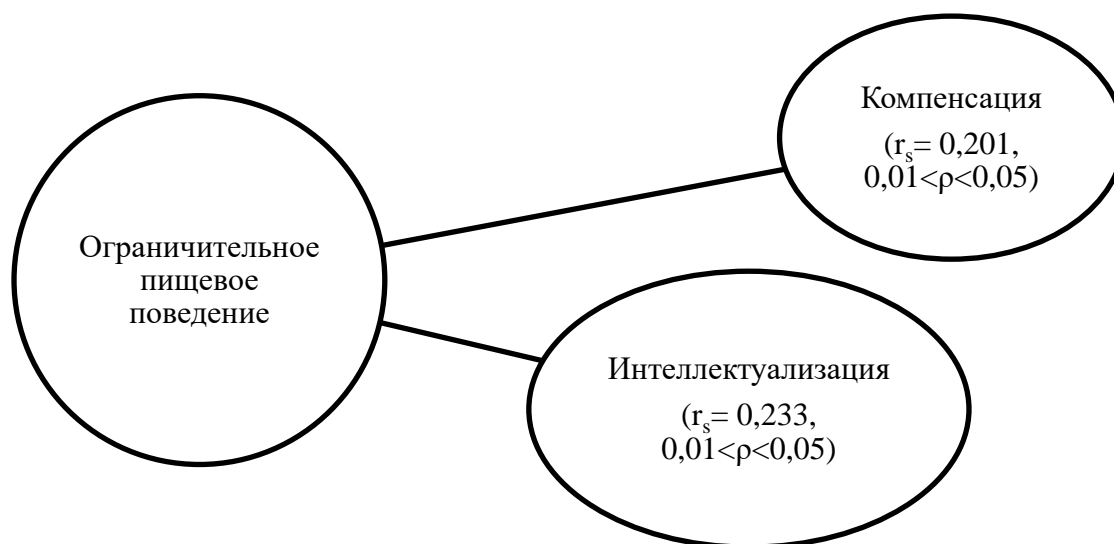 Ограничительное
пищевое
поведение
Компенсация
(rₛ= 0,201,
0,01<ρ<0,05)
Интеллектуализация
(rₛ= 0,233,
0,01<ρ<0,05)